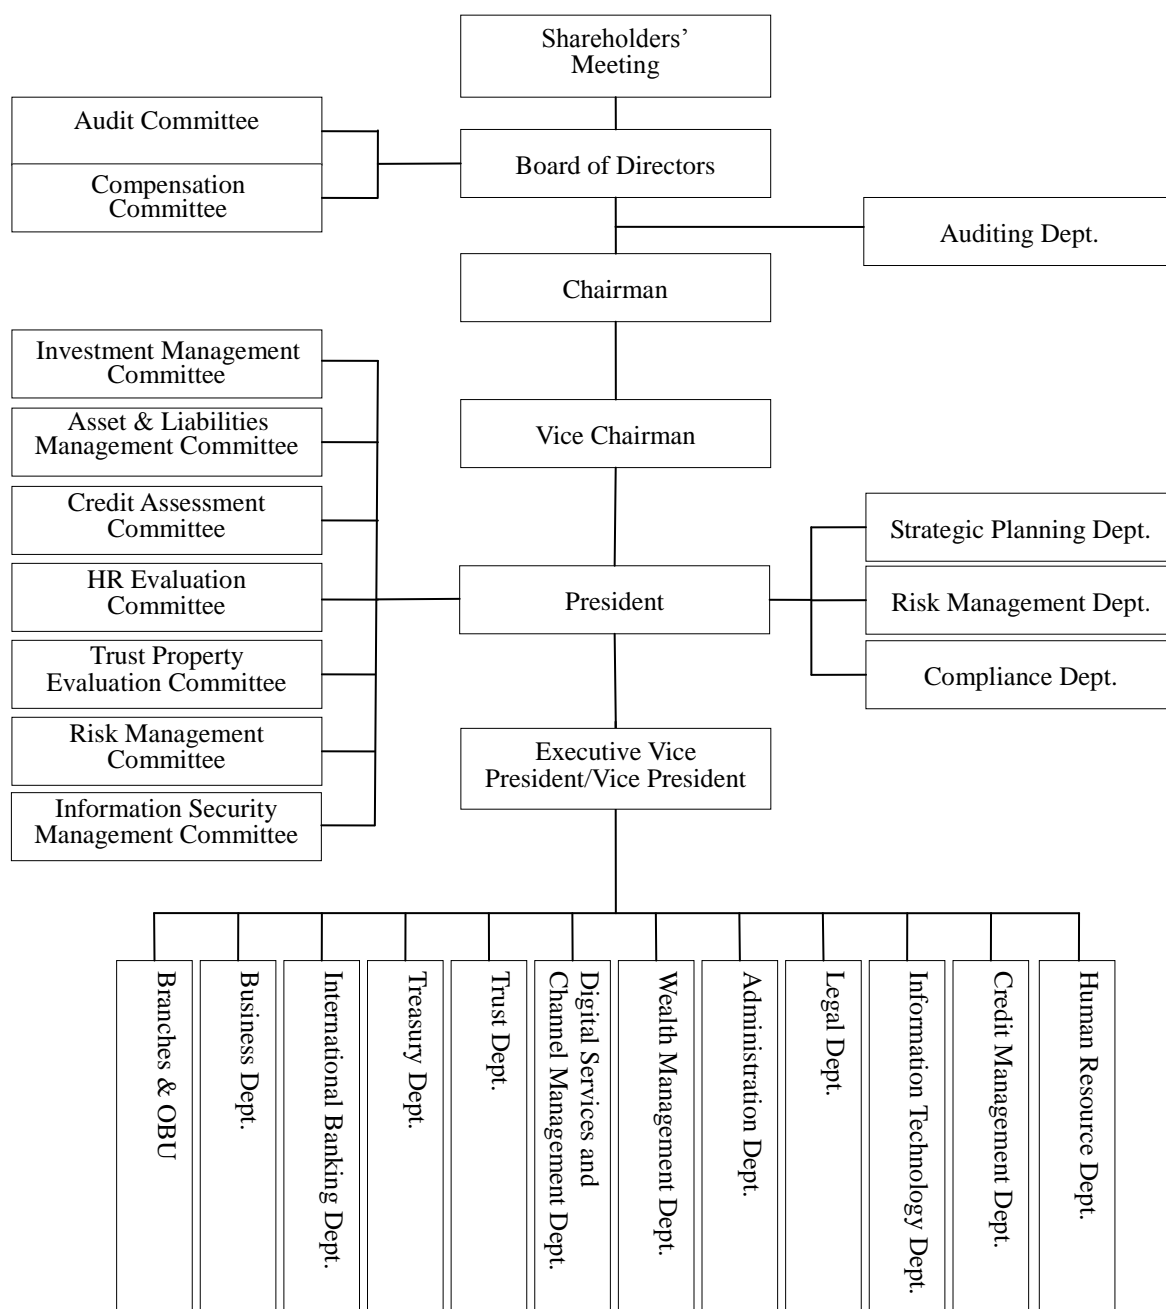 Shareholders’
Meeting
Audit Committee
Board of Directors
Compensation
Committee
Auditing Dept.
Chairman
Investment Management
Committee
Asset & Liabilities
Management Committee
Vice Chairman
Credit Assessment
Committee
Strategic Planning Dept.
HR Evaluation
Committee
President
Risk Management Dept.
Trust Property
Evaluation Committee
Compliance Dept.
Risk Management
Committee
Executive Vice
President/Vice President
Information Security
Management Committee
Branches & OBU
Business Dept.
International Banking Dept.
Treasury Dept.
Trust Dept.
Digital Services and
Channel Management Dept.
Wealth Management Dept.
Administration Dept.
Legal Dept.
Information Technology Dept.
Credit Management Dept.
Human Resource Dept.